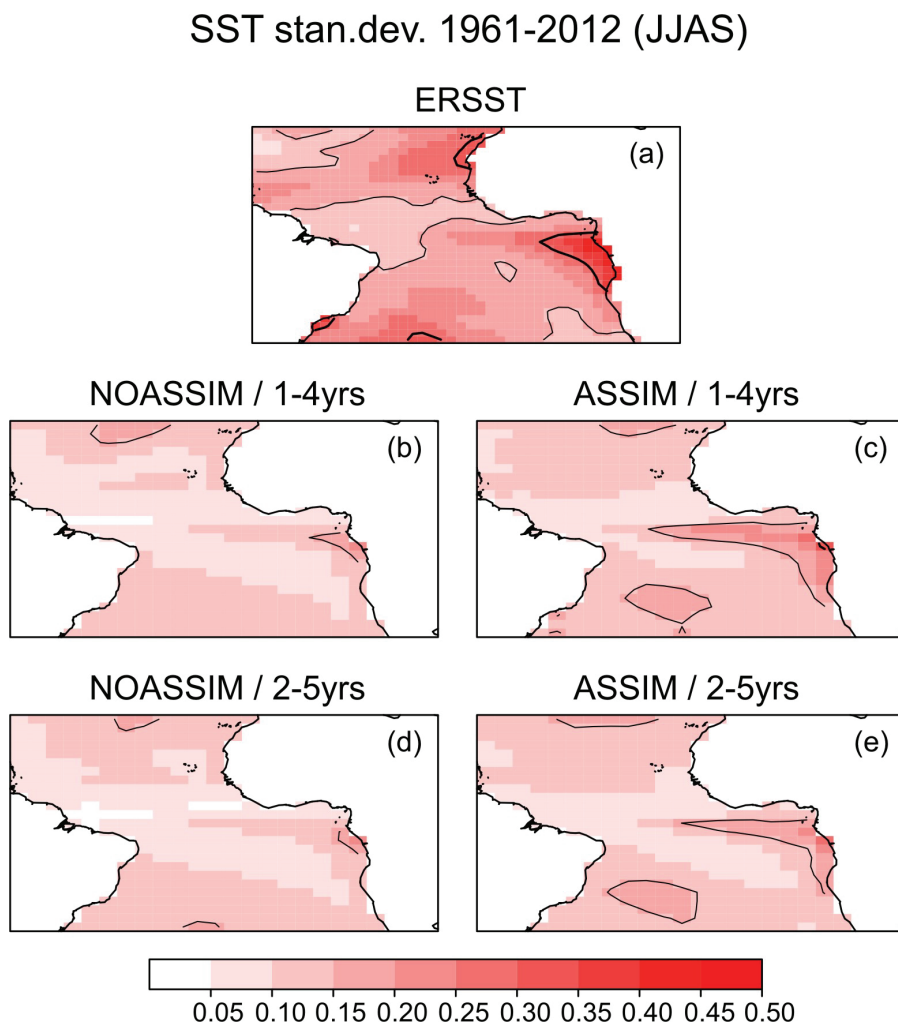 SST stan.dev. 1961-2012 (JJAS)
ERSST
(a)
NOASSIM / 1-4yrs
ASSIM / 1-4yrs
(b)
(c)
NOASSIM / 2-5yrs
ASSIM / 2-5yrs
(d)
(e)
0.05 0.10 0.15 0.20 0.25 0.30 0.35 0.40 0.45 0.50